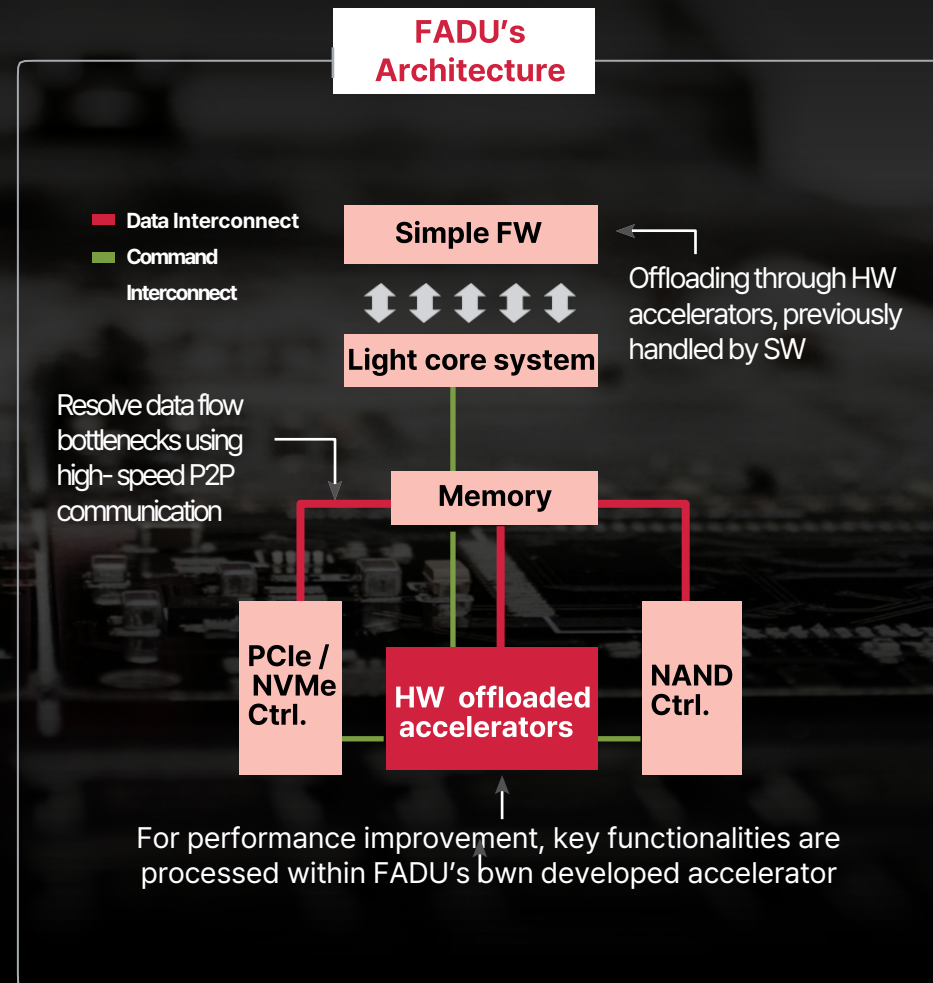 FADU’s
Architecture
Data Interconnect
Command
Interconnect
Simple FW
Offloading through HW
accelerators, previously
handled by SW
Light core system
Resolve data flow
bottlenecks using
high- speed P2P
communication
Memory
PCIe /
NVMe
Ctrl.
HW offloaded
accelerators
NAND
Ctrl.
For performance improvement, key functionalities are
processed within FADU’s bwn developed accelerator